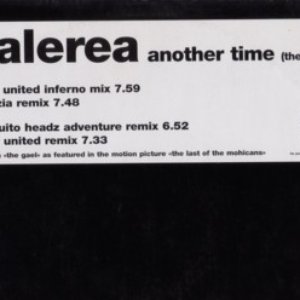 alerea another time (the
united inferno mix 7.59
zia remix 7.48
uito headz adventure remix 6.52
united remix 7.33
«the gael» as featured in the motion picture «the last of the mohicans»